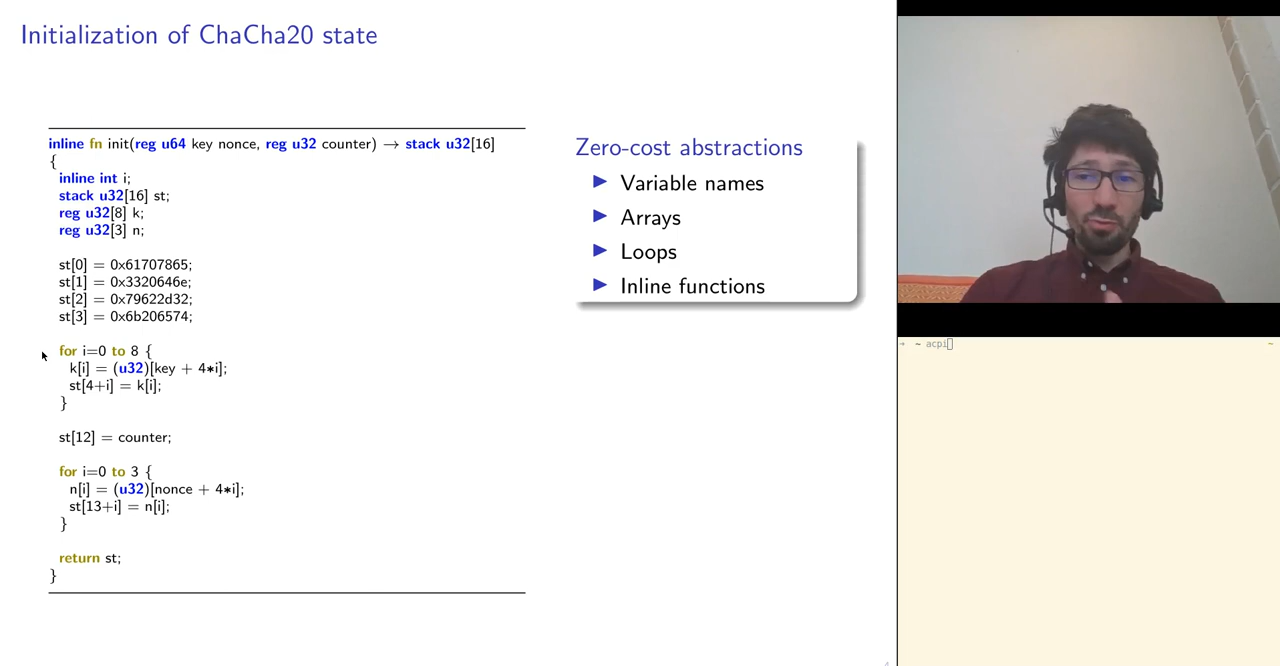 Initialization of ChaCha20 state
inline fn init(reg u64 key nonce, reg u32 counter) → stack u32[16]
{
inline int i;
stack u32[16] st;
reg u32[8] k;
reg u32[3] n;
st[0] = 0x61707865;
st[1] = 0x3320646e;
st[2] = 0x79622d32;
st[3] = 0x6b206574;
for i=0 to 8 {
k[i] = (u32)[key + 4*i];
st[4+i] = k[i];
}
st[12] = counter;
for i=0 to 3 {
n[i] = (u32)[nonce + 4*i];
st[13+i] = n[i];
}
return st;
}
Zero-cost abstractions
▶ Variable names
▶ Arrays
▶ Loops
▶ Inline functions
→ ~ acpi ~